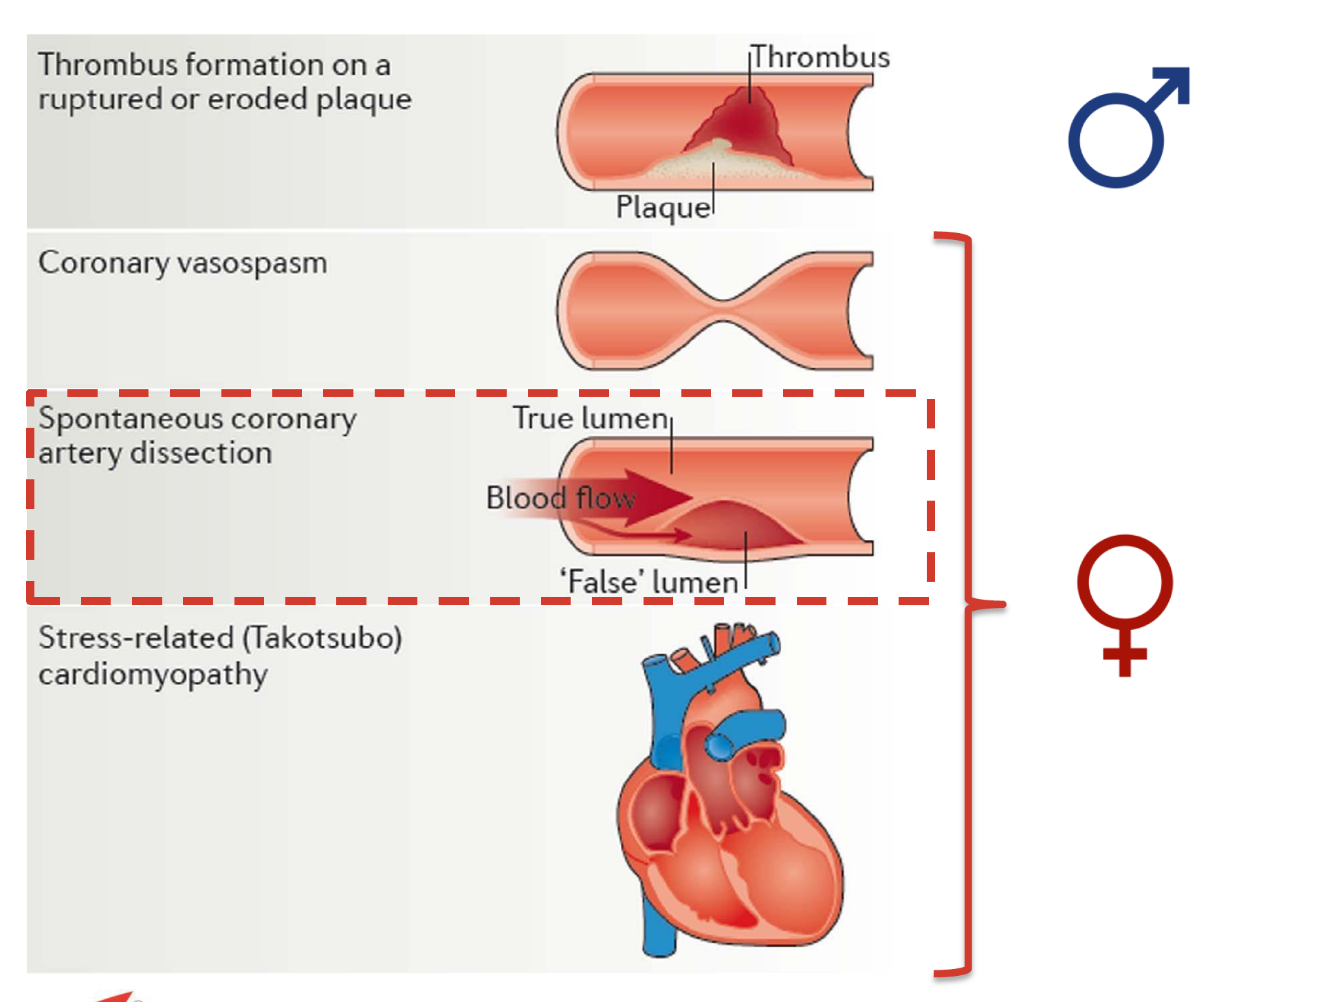 Thrombus formation on a
ruptured or eroded plaque
Thrombus
Plaque
Coronary vasospasm
Spontaneous coronary
artery dissection
True lumen
Blood flow
‘False’ lumen
Stress-related (Takotsubo)
cardiomyopathy